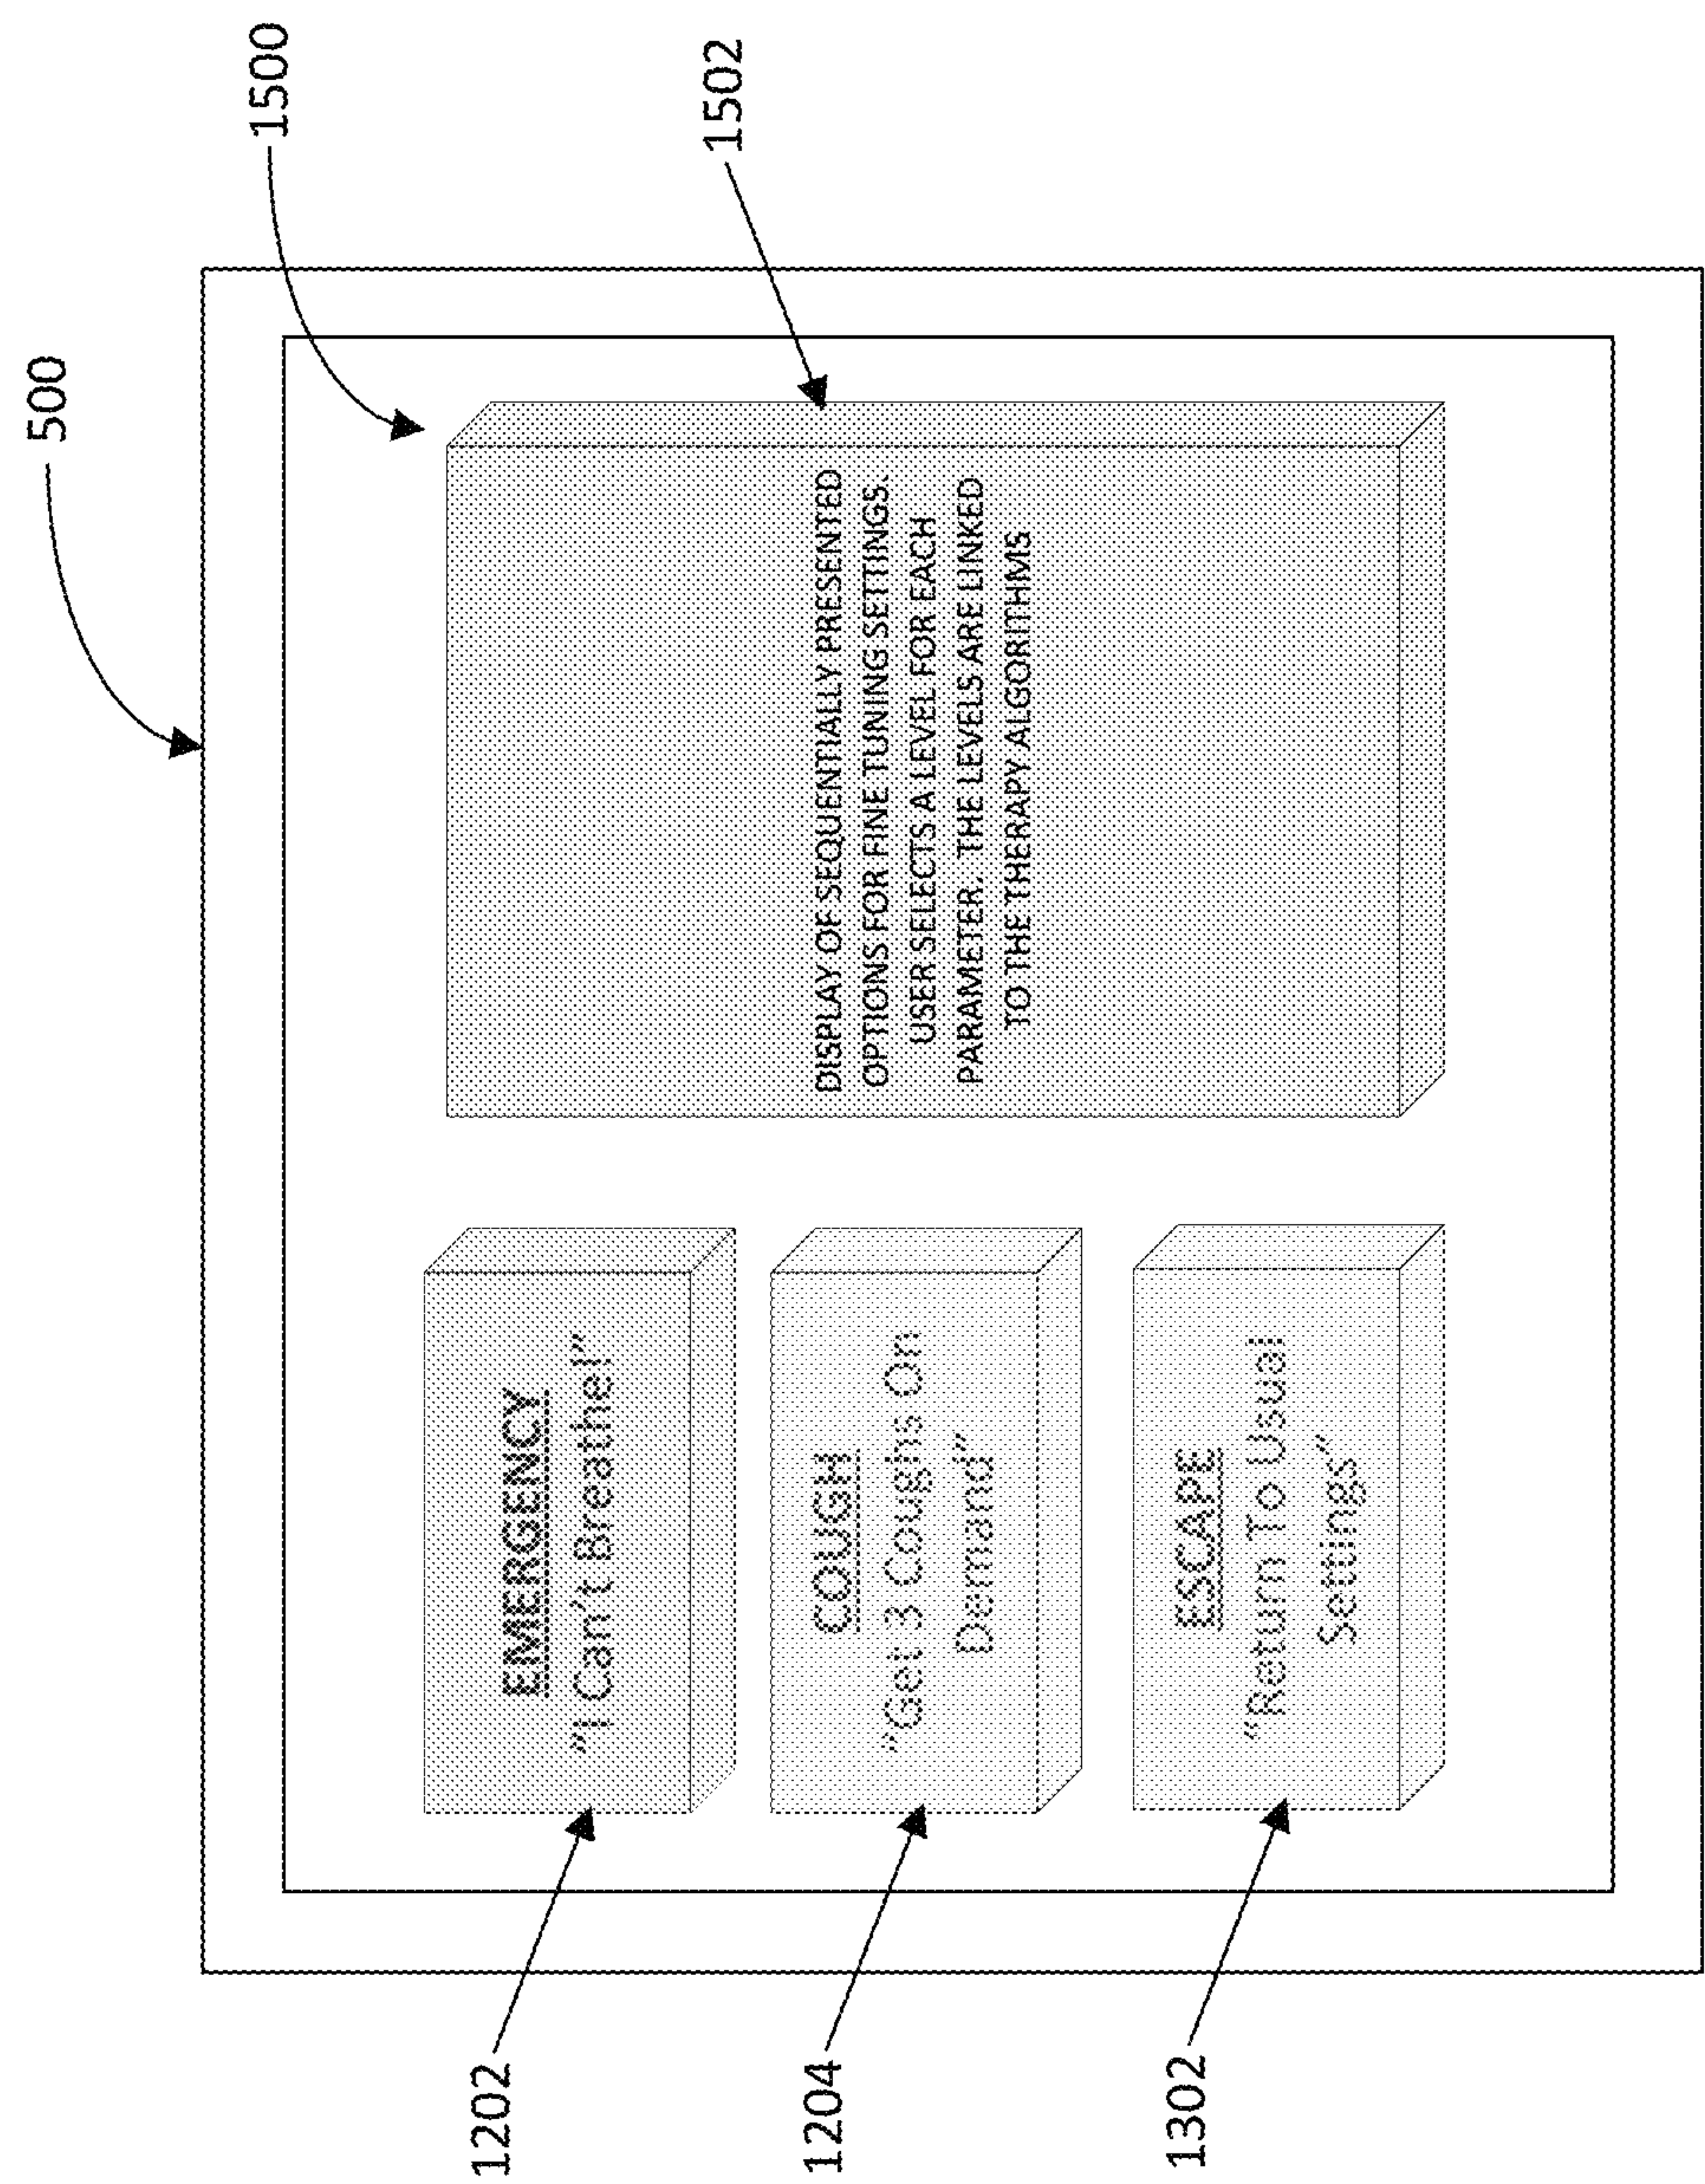 500
1500
1502
1202
EMERGENCY
"I Can't Breathe!"
1204
COUGH
"Get 3 Coughs On
Demand"
1302
ESCAPE
"Return To Usual
Settings"
DISPLAY OF SEQUENTIALLY PRESENTED
OPTIONS FOR FINE TUNING SETTINGS.
USER SELECTS A LEVEL FOR EACH
PARAMETER. THE LEVELS ARE LINKED
TO THE THERAPY ALGORITHMS